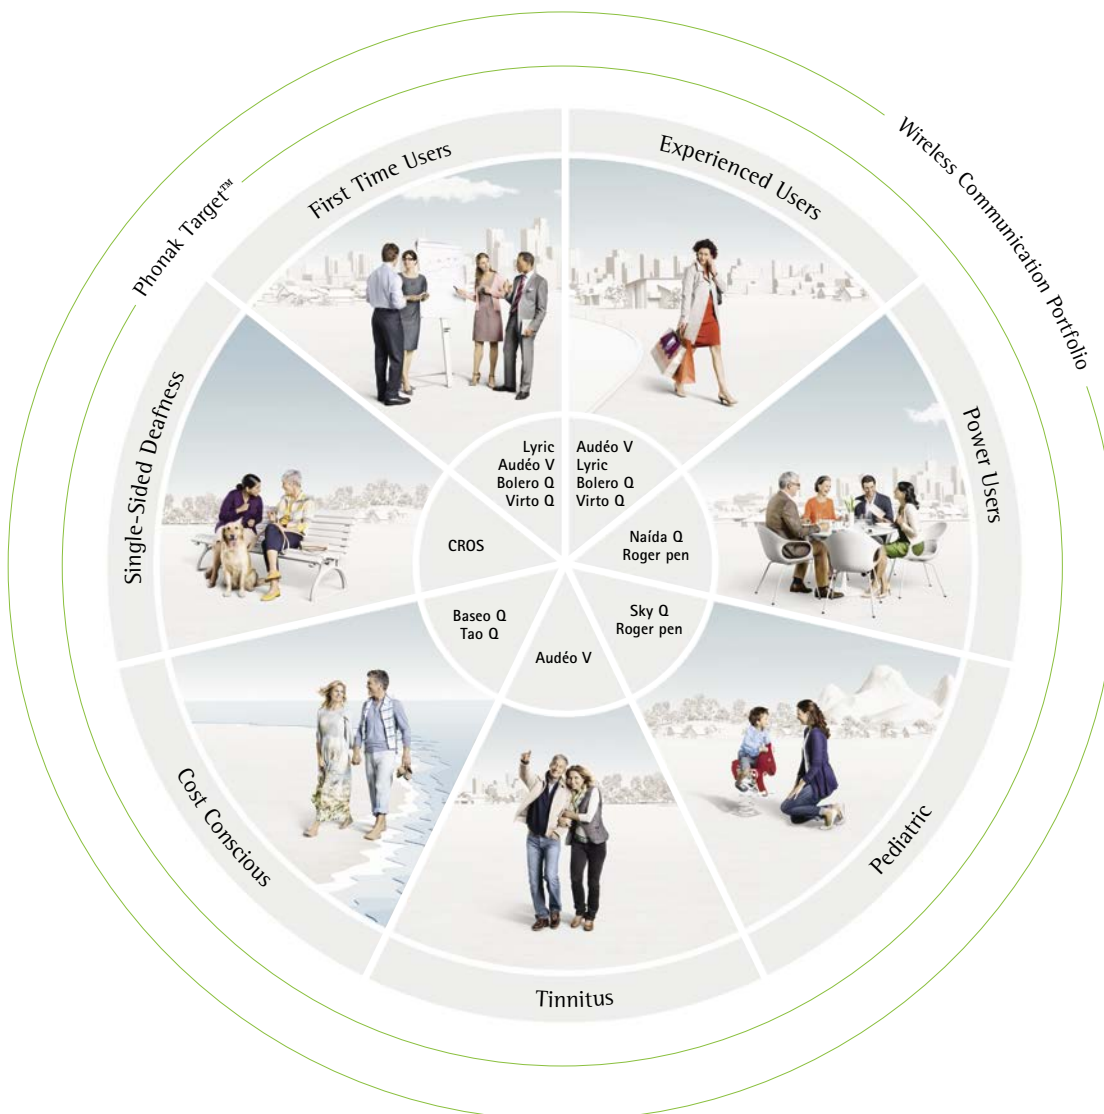 Phonak Target™
Wireless Communication Portfolio
First Time Users
Experienced Users
Power Users
Pediatric
Tinnitus
Cost Conscious
Single-Sided Deafness
Lyric
Audéo V
Bolero Q
Virto Q
Audéo V
Lyric
Bolero Q
Virto Q
Naída Q
Roger pen
Sky Q
Roger pen
Audéo V
Baseo Q
Tao Q
CROS